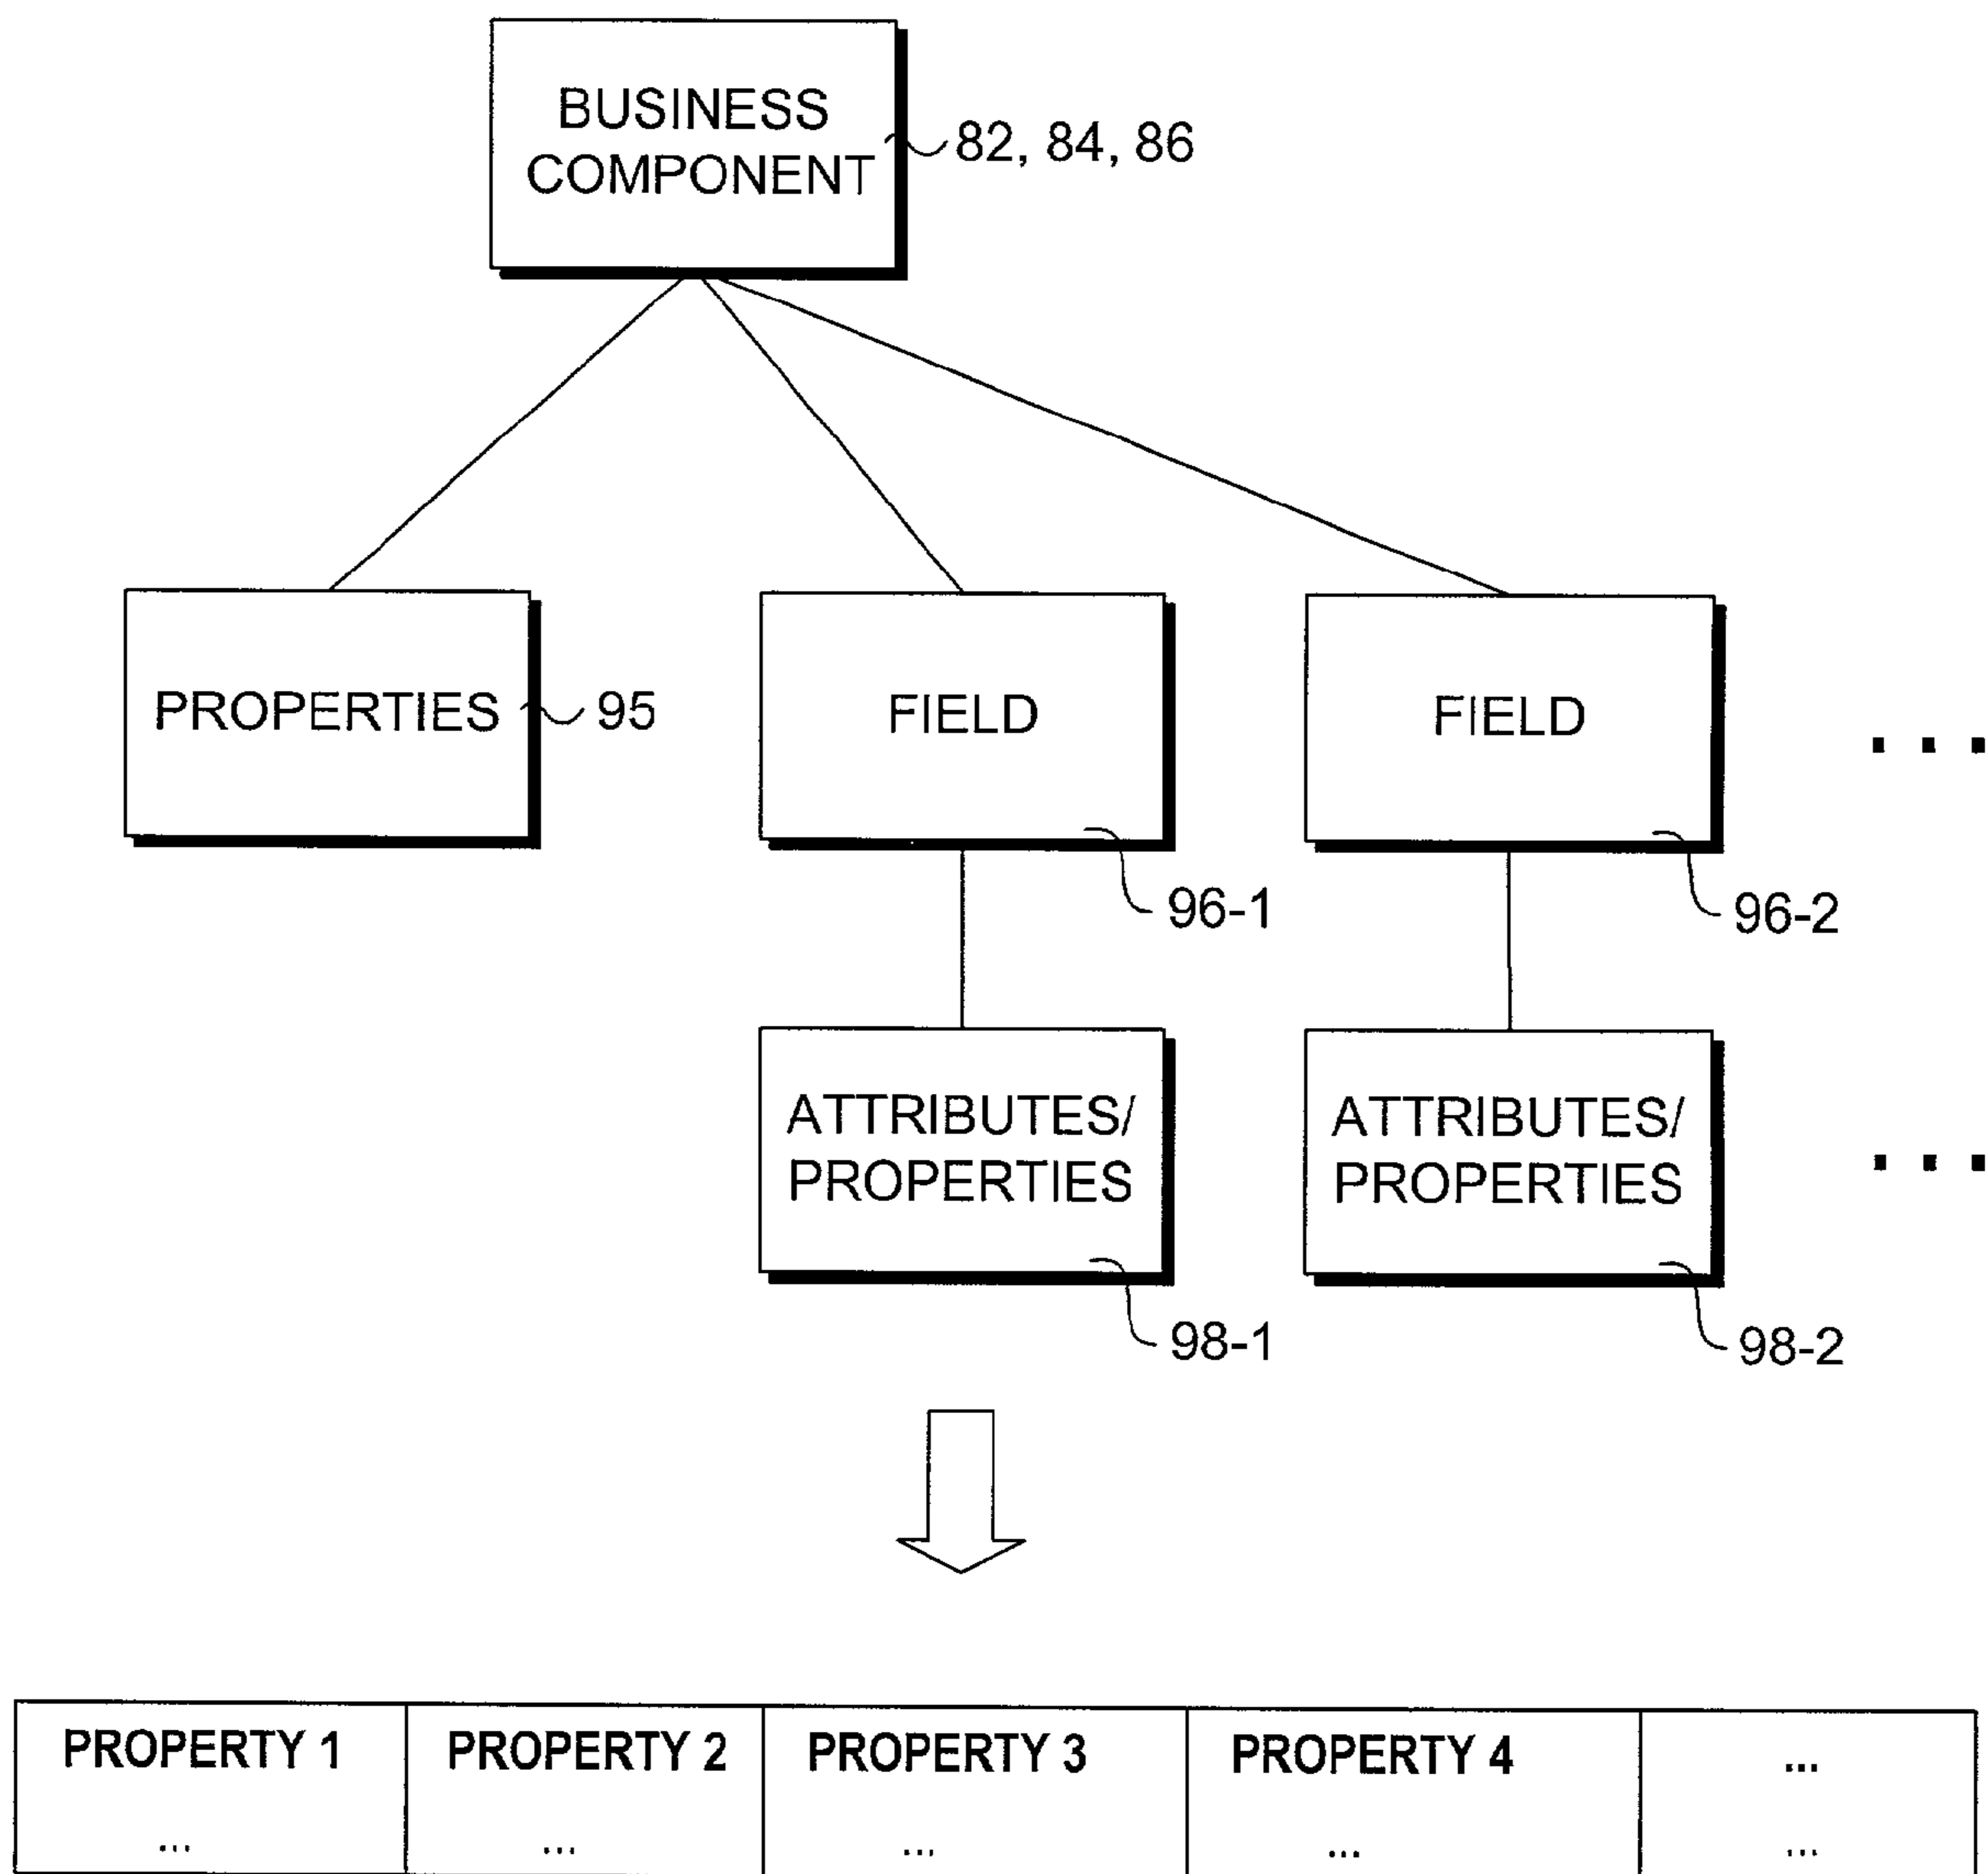 BUSINESS
COMPONENT
82, 84, 86
PROPERTIES
95
FIELD
FIELD
...
96-1
96-2
ATTRIBUTES/
PROPERTIES
ATTRIBUTES/
PROPERTIES
...
98-1
98-2
PROPERTY 1 PROPERTY 2 PROPERTY 3 PROPERTY 4 ...
... ... ... ... ...